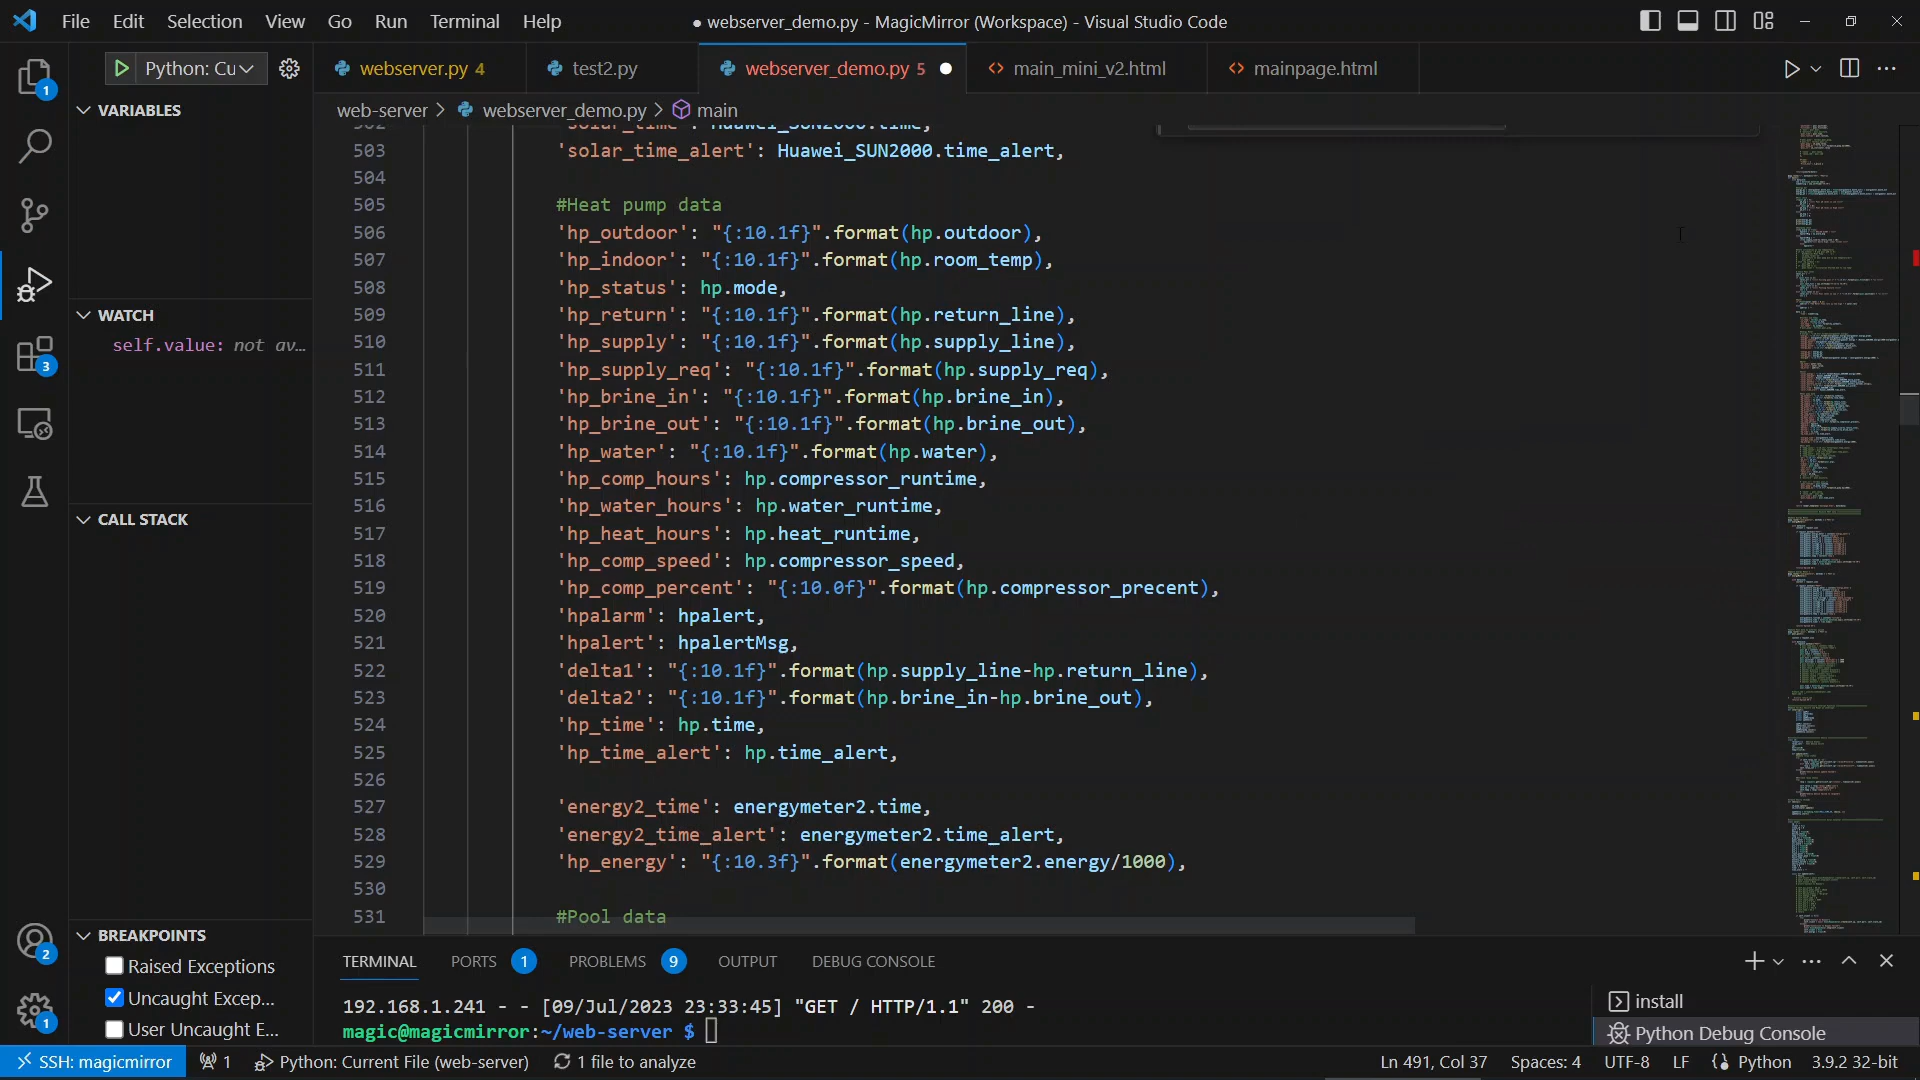 File Edit Selection View Go Run Terminal Help
● webserver_demo.py - MagicMirror (Workspace) - Visual Studio Code
Python: Cu
webserver.py 4
test2.py
webserver_demo.py 5
main_mini_v2.html
mainpage.html
web-server > webserver_demo.py > main
VARIABLES
WATCH
self.value: not av...
CALL STACK
BREAKPOINTS
Raised Exceptions
Uncaught Excep...
User Uncaught E...
1
3
2
1
502 'solar_time': Huawei_SUN2000.time,
503 'solar_time_alert': Huawei_SUN2000.time_alert,
504
505 #Heat pump data
506 'hp_outdoor': "{:10.1f}".format(hp.outdoor),
507 'hp_indoor': "{:10.1f}".format(hp.room_temp),
508 'hp_status': hp.mode,
509 'hp_return': "{:10.1f}".format(hp.return_line),
510 'hp_supply': "{:10.1f}".format(hp.supply_line),
511 'hp_supply_req': "{:10.1f}".format(hp.supply_req),
512 'hp_brine_in': "{:10.1f}".format(hp.brine_in),
513 'hp_brine_out': "{:10.1f}".format(hp.brine_out),
514 'hp_water': "{:10.1f}".format(hp.water),
515 'hp_comp_hours': hp.compressor_runtime,
516 'hp_water_hours': hp.water_runtime,
517 'hp_heat_hours': hp.heat_runtime,
518 'hp_comp_speed': hp.compressor_speed,
519 'hp_comp_percent': "{:10.0f}".format(hp.compressor_precent),
520 'hpalarm': hpalert,
521 'hpalert': hpalertMsg,
522 'delta1': "{:10.1f}".format(hp.supply_line-hp.return_line),
523 'delta2': "{:10.1f}".format(hp.brine_in-hp.brine_out),
524 'hp_time': hp.time,
525 'hp_time_alert': hp.time_alert,
526
527 'energy2_time': energymeter2.time,
528 'energy2_time_alert': energymeter2.time_alert,
529 'hp_energy': "{:10.3f}".format(energymeter2.energy/1000),
530
531 #Pool data
TERMINAL PORTS 1 PROBLEMS 9 OUTPUT DEBUG CONSOLE
192.168.1.241 - - [09/Jul/2023 23:33:45] "GET / HTTP/1.1" 200 -
magic@magicmirror:~/web-server $
install
Python Debug Console
SSH: magicmirror 1 Python: Current File (web-server) 1 file to analyze
Ln 491, Col 37 Spaces: 4 UTF-8 LF Python 3.9.2 32-bit